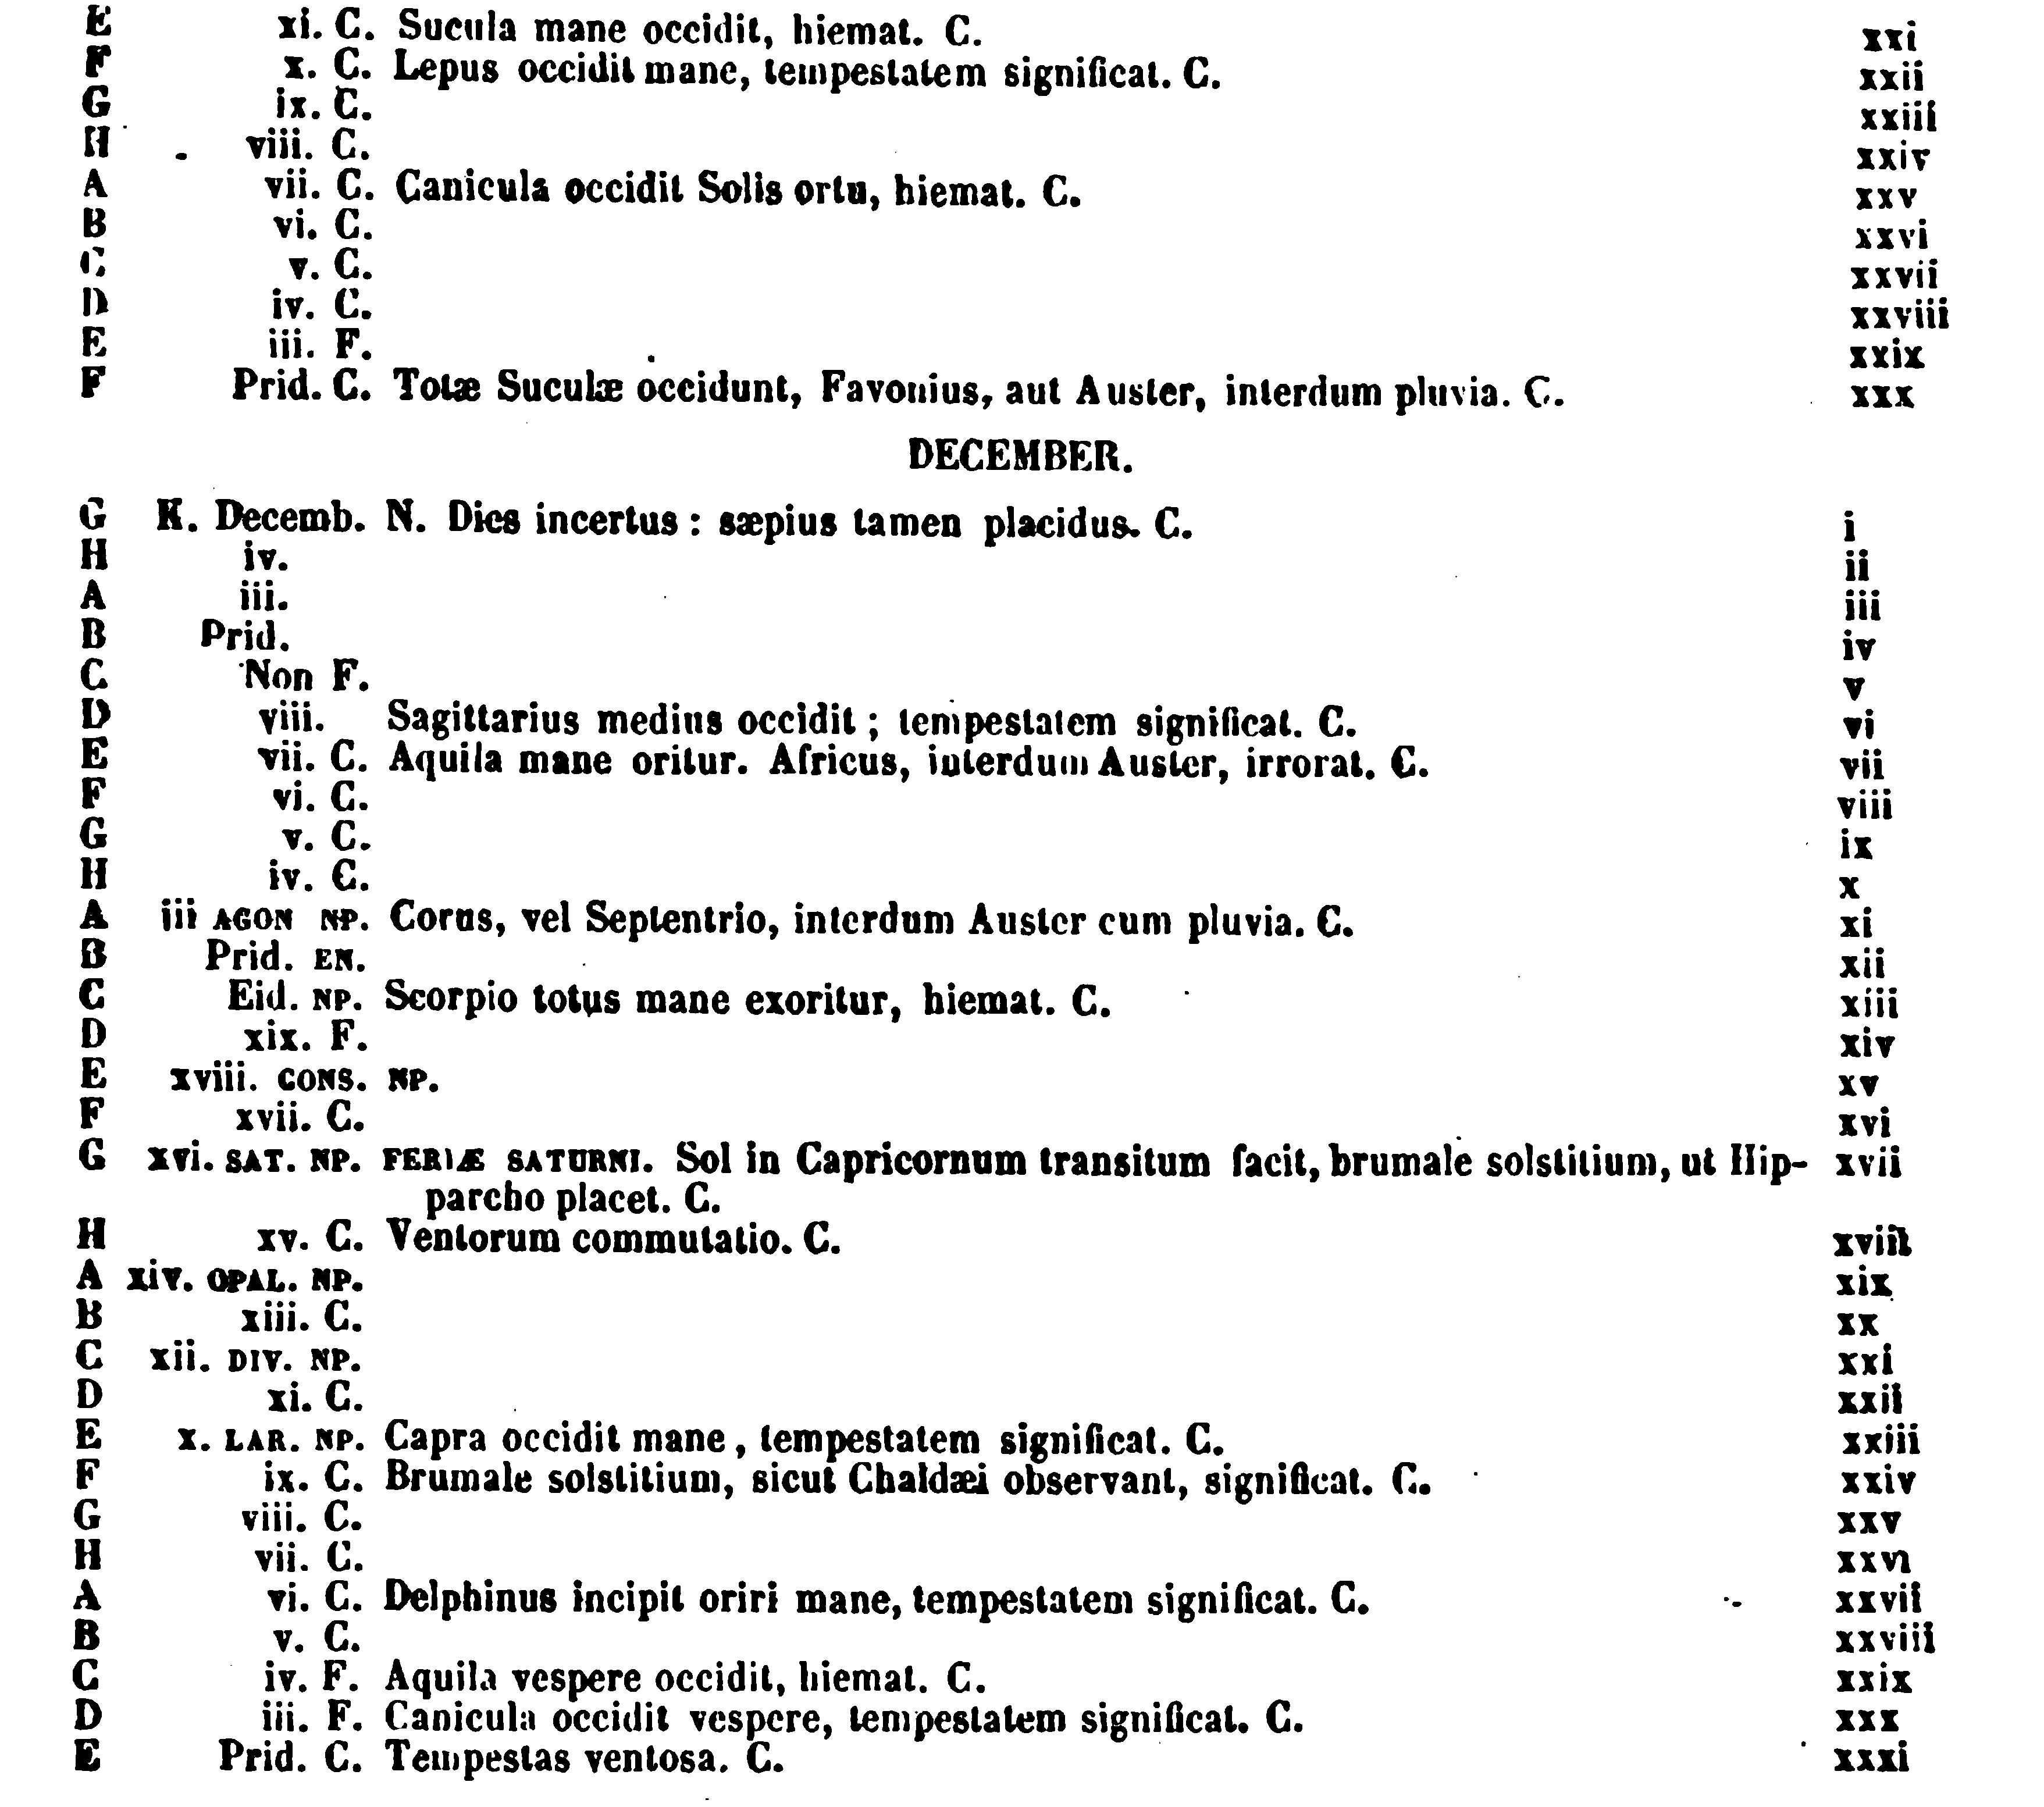 E xi. C. Sucula mane occidit, hiemat. C. xxi
F x. C. Lepus occidit mane, tempestatem significat. C. xxii
G ix. C. xxiii
H viii. C. xxiv
A vii. C. Canicula occidit Solis ortu, hiemat. C. xxv
B vi. C. xxvi
C v. C. xxvii
D iv. C. xxviii
E iii. F. xxix
F Prid. C. Totæ Suculæ occidunt, Favonius, aut Auster, interdum pluvia. C. xxx
DECEMBER.
G K. Decemb. N. Dies incertus : sæpius tamen placidus. C. i
H iv. ii
A iii. iii
B Prid. iv
C Non F. v
D viii. Sagittarius medius occidit ; tempestatem significat. C. vi
E vii. C. Aquila mane oritur. Africus, interdum Auster, irrorat. C. vii
F vi. C. viii
G v. C. ix
H iv. C. x
A iii AGON NP. Corus, vel Septentrio, interdum Auster cum pluvia. C. xi
B Prid. EN. xii
C Eid. NP. Scorpio totus mane exoritur, hiemat. C. xiii
D xix. F. xiv
E xviii. CONS. NP. xv
F xvii. C. xvi
G xvi. SAT. NP. FERIÆ SATURNI. Sol in Capricornum transitum facit, brumale solstitium, ut Hip- xvii
parcho placet. C.
H xv. C. Ventorum commutatio. C. xviii
A xiv. OPAL. NP. xix
B xiii. C. xx
C xii. DIV. NP. xxi
D xi. C. xxii
E x. LAR. NP. Capra occidit mane, tempestatem significat. C. xxiii
F ix. C. Brumale solstitium, sicut Chaldæi observant, significat. C. xxiv
G viii. C. xxv
H vii. C. xxvi
A vi. C. Delphinus incipit oriri mane, tempestatem significat. C. xxvii
B v. C. xxviii
C iv. F. Aquila vespere occidit, hiemat. C. xxix
D iii. F. Canicula occidit vespere, tempestatem significat. C. xxx
E Prid. C. Tempestas ventosa. C. xxxi